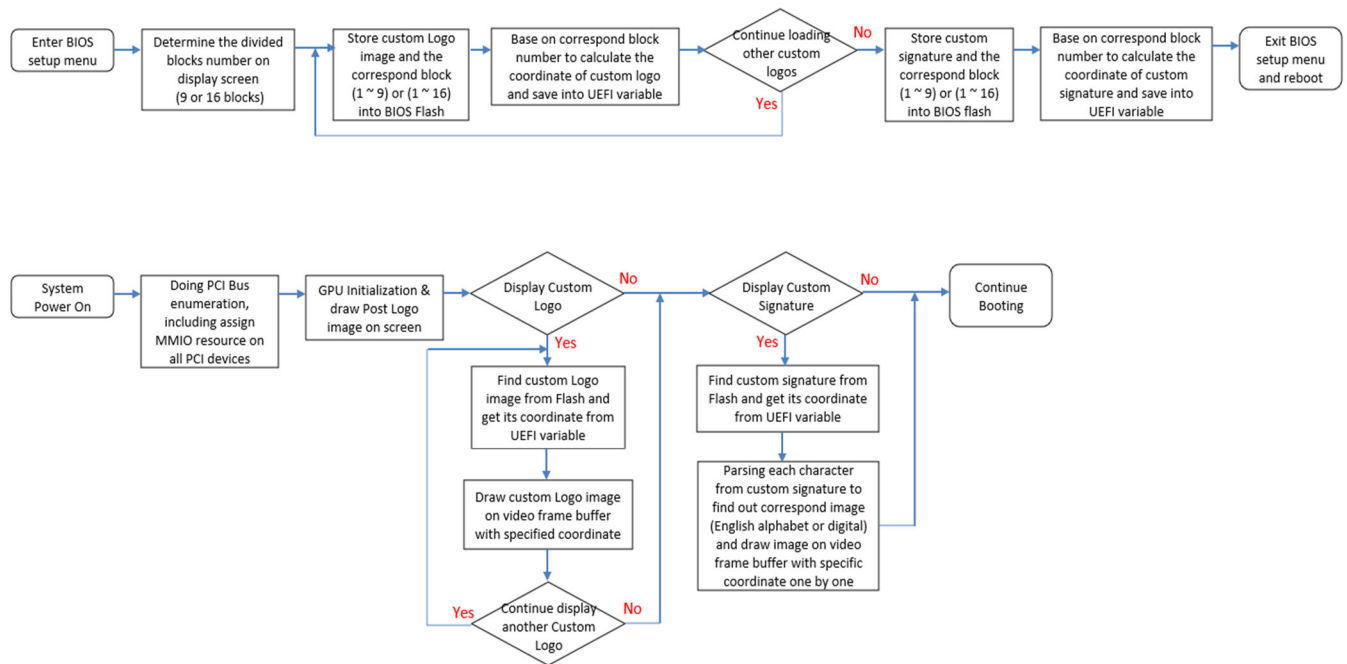 Enter BIOS
setup menu
Determine the divided
blocks number on
display screen
(9 or 16 blocks)
Store custom Logo
image and the
correspond block
(1 ~ 9) or (1 ~ 16)
into BIOS Flash
Base on correspond block
number to calculate the
coordinate of custom logo
and save into UEFI variable
Continue loading
other custom
logos
No
Yes
Store custom
signature and the
correspond block
(1 ~ 9) or (1 ~ 16)
into BIOS flash
Base on correspond block
number to calculate the
coordinate of custom
signature and save into
UEFI variable
Exit BIOS
setup menu
and reboot
System
Power On
Doing PCI Bus
enumeration,
including assign
MMIO resource on
all PCI devices
GPU Initialization &
draw Post Logo
image on screen
Display Custom
Logo
No
Yes
Find custom Logo
image from Flash and
get its coordinate from
UEFI variable
Draw custom Logo image
on video frame buffer
with specified coordinate
Continue display
another Custom
Logo
Yes
No
Display Custom
Signature
No
Yes
Find custom signature from
Flash and get its coordinate
from UEFI variable
Parsing each character
from custom signature to
find out correspond image
(English alphabet or digital)
and draw image on video
frame buffer with specific
coordinate one by one
Continue
Booting